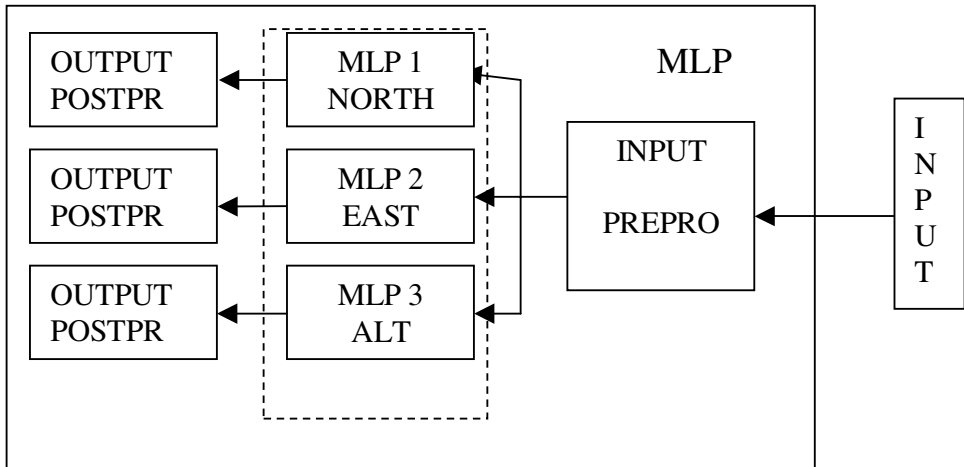 OUTPUT
POSTPR
MLP 1
NORTH
MLP
OUTPUT
POSTPR
MLP 2
EAST
INPUT
PREPRO
I
N
P
U
T
OUTPUT
POSTPR
MLP 3
ALT